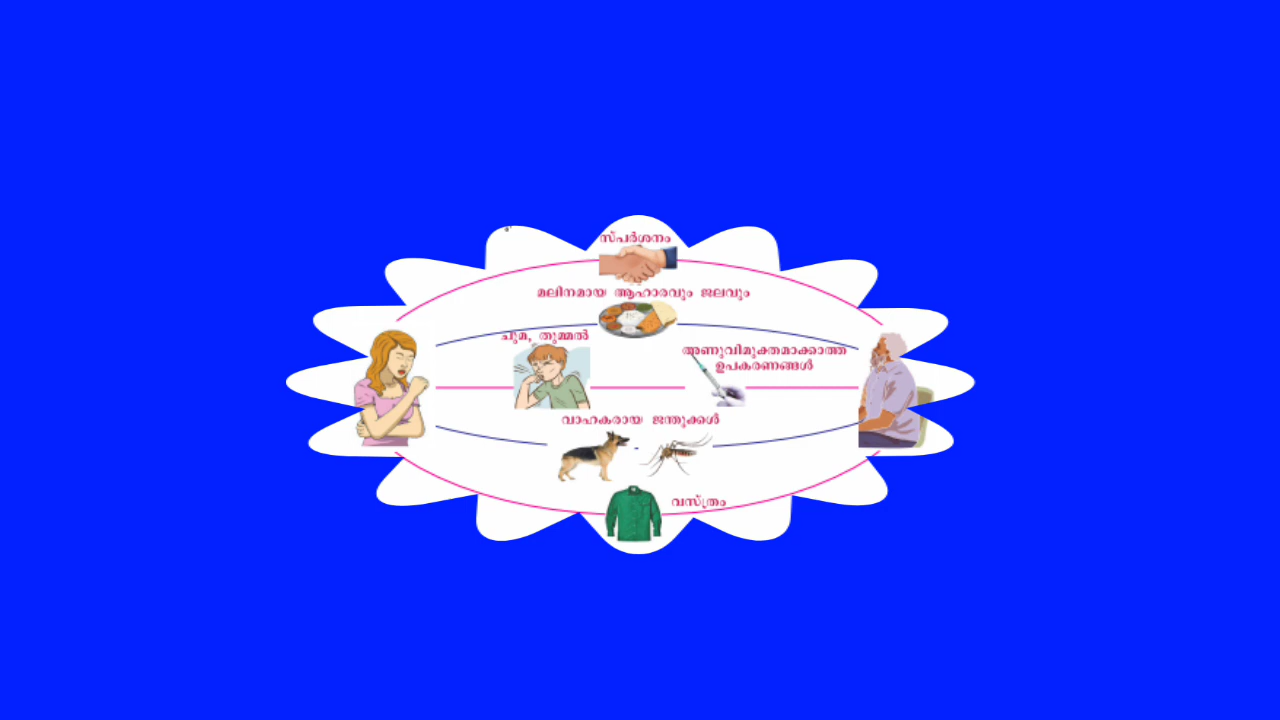 സ്പർശനം
മലിനമായ ആഹാരവും ജലവും
ചുമ, തുമ്മൽ
അണുവിമുക്തമാക്കാത്ത
ഉപകരണങ്ങൾ
വാഹകരായ ജന്തുക്കൾ
വസ്ത്രം